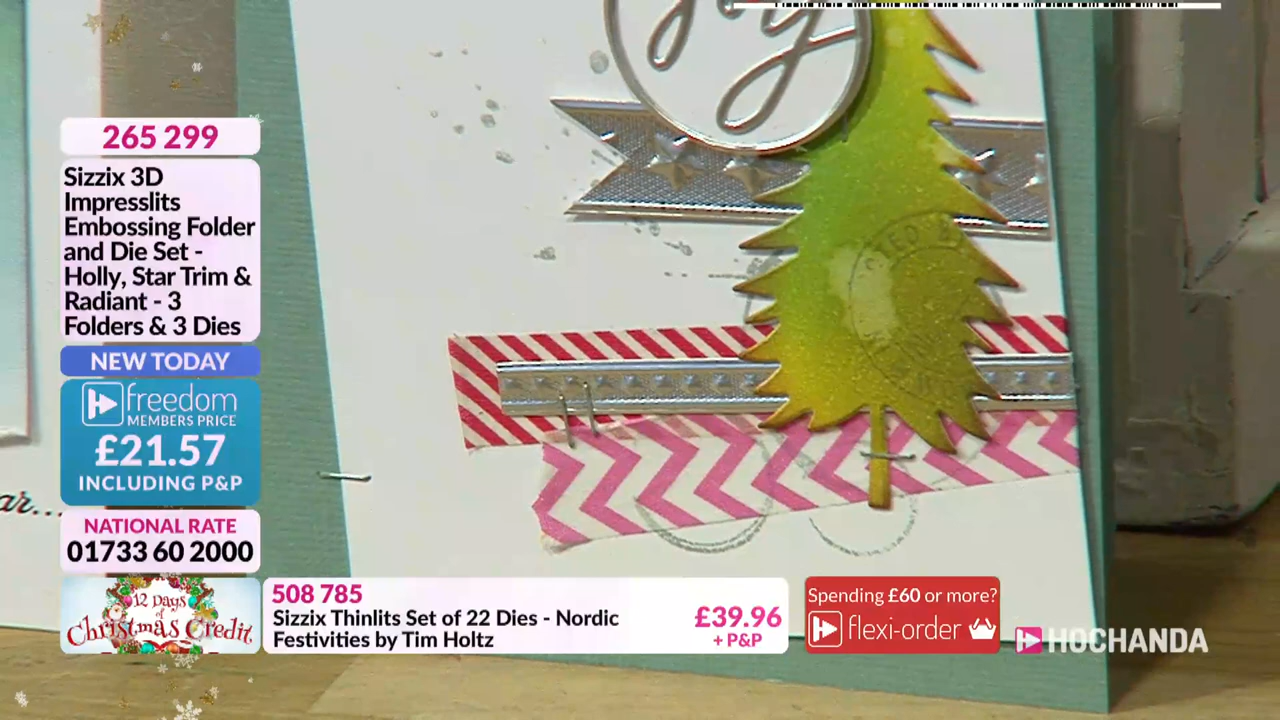 265 299
Sizzix 3D
Impresslits
Embossing Folder
and Die Set -
Holly, Star Trim &
Radiant - 3
Folders & 3 Dies
NEW TODAY
freedom
MEMBERS PRICE
£21.57
INCLUDING P&P
NATIONAL RATE
01733 60 2000
12 Days
of
Christmas Credit
508 785
Sizzix Thinlits Set of 22 Dies - Nordic
Festivities by Tim Holtz
£39.96
+ P&P
Spending £60 or more?
flexi-order
HOCHANDA